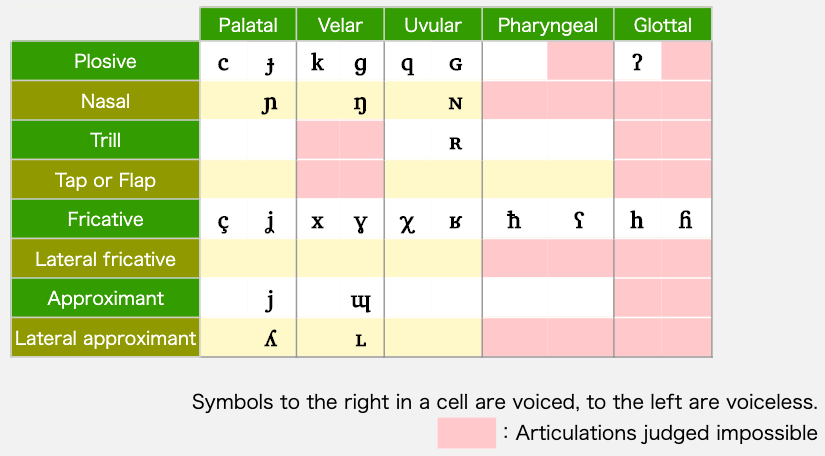 Palatal Velar Uvular Pharyngeal Glottal
Plosive c ɟ k ɡ q ɢ ʔ
Nasal ɲ ŋ ɴ
Trill ʀ
Tap or Flap
Fricative ç ʝ x ɣ χ ʁ ħ ʕ h ɦ
Lateral fricative
Approximant j ɰ
Lateral approximant ʎ ʟ
Symbols to the right in a cell are voiced, to the left are voiceless.
: Articulations judged impossible